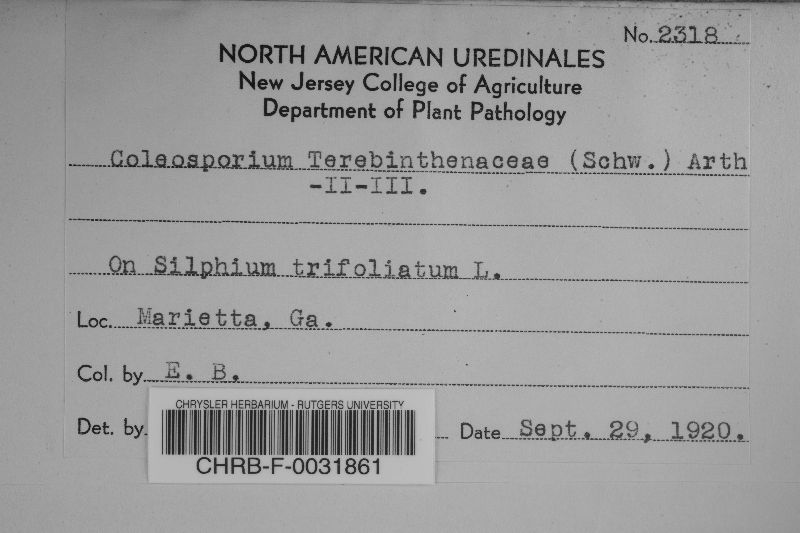 No. 2318
NORTH AMERICAN UREDINALES
New Jersey College of Agriculture
Department of Plant Pathology
Coleosporium Terebinthenaceae (Schw.) Arth
-II-III.
On Silphium trifoliatum L.
Loc. Marietta, Ga.
Col. by E. B.
Det. by
Date Sept. 29, 1920.
CHRYSLER HERBARIUM - RUTGERS UNIVERSITY
CHRB-F-0031861